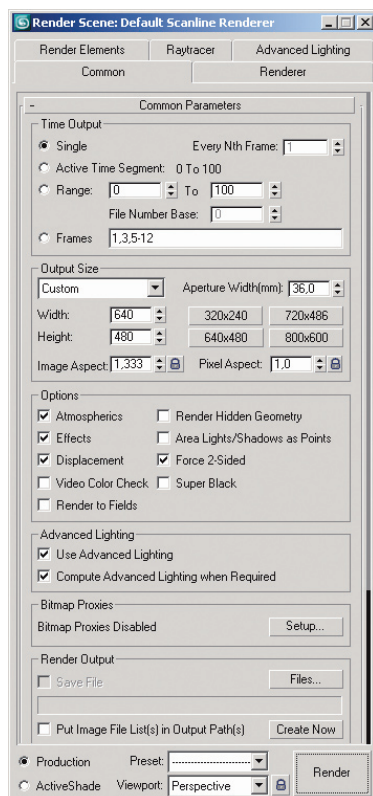 Render Scene: Default Scanline Renderer
Render Elements Raytracer Advanced Lighting
Common Renderer
- Common Parameters
Time Output
Single Every Nth Frame: 1
Active Time Segment: 0 To 100
Range: 0 To 100
File Number Base: 0
Frames 1,3,5-12
Output Size
Custom Aperture Width(mm): 36,0
Width: 640 320x240 720x486
Height: 480 640x480 800x600
Image Aspect: 1,333 Pixel Aspect: 1,0
Options
Atmospherics Render Hidden Geometry
Effects Area Lights/Shadows as Points
Displacement Force 2-Sided
Video Color Check Super Black
Render to Fields
Advanced Lighting
Use Advanced Lighting
Compute Advanced Lighting when Required
Bitmap Proxies
Bitmap Proxies Disabled Setup...
Render Output
Save File Files...
Put Image File List(s) in Output Path(s) Create Now
Production Preset: -------------------- Render
ActiveShade Viewport: Perspective